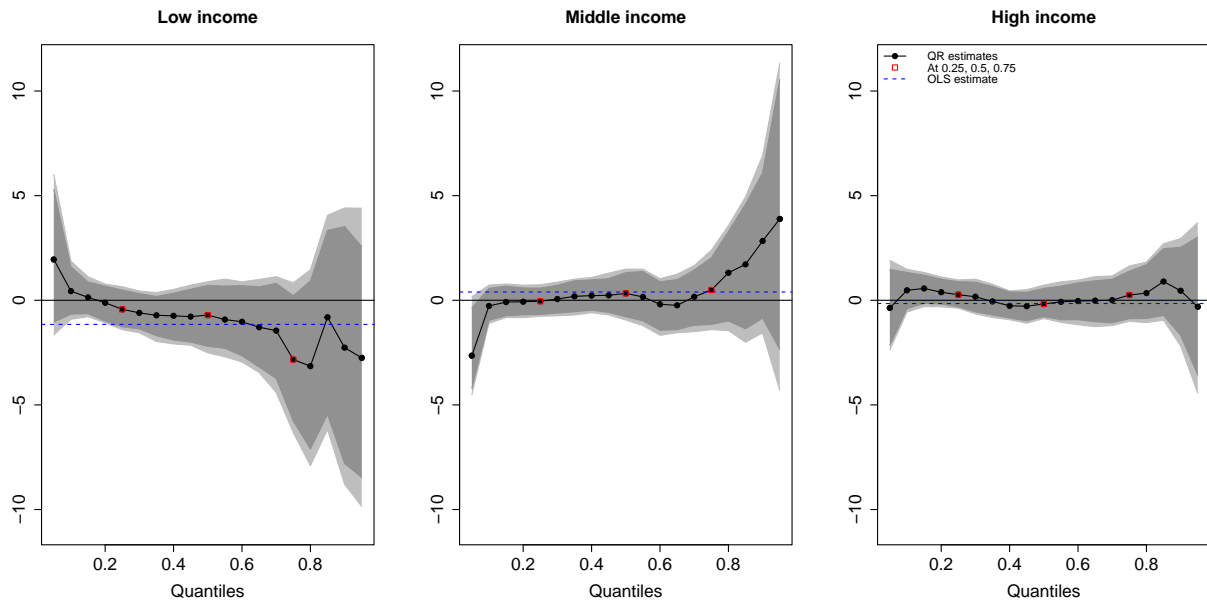 Low income
Middle income
High income
10
5
0
−5
−10
0.2 0.4 0.6 0.8
Quantiles
10
5
0
−5
−10
0.2 0.4 0.6 0.8
Quantiles
QR estimates
At 0.25, 0.5, 0.75
OLS estimate
10
5
0
−5
−10
0.2 0.4 0.6 0.8
Quantiles